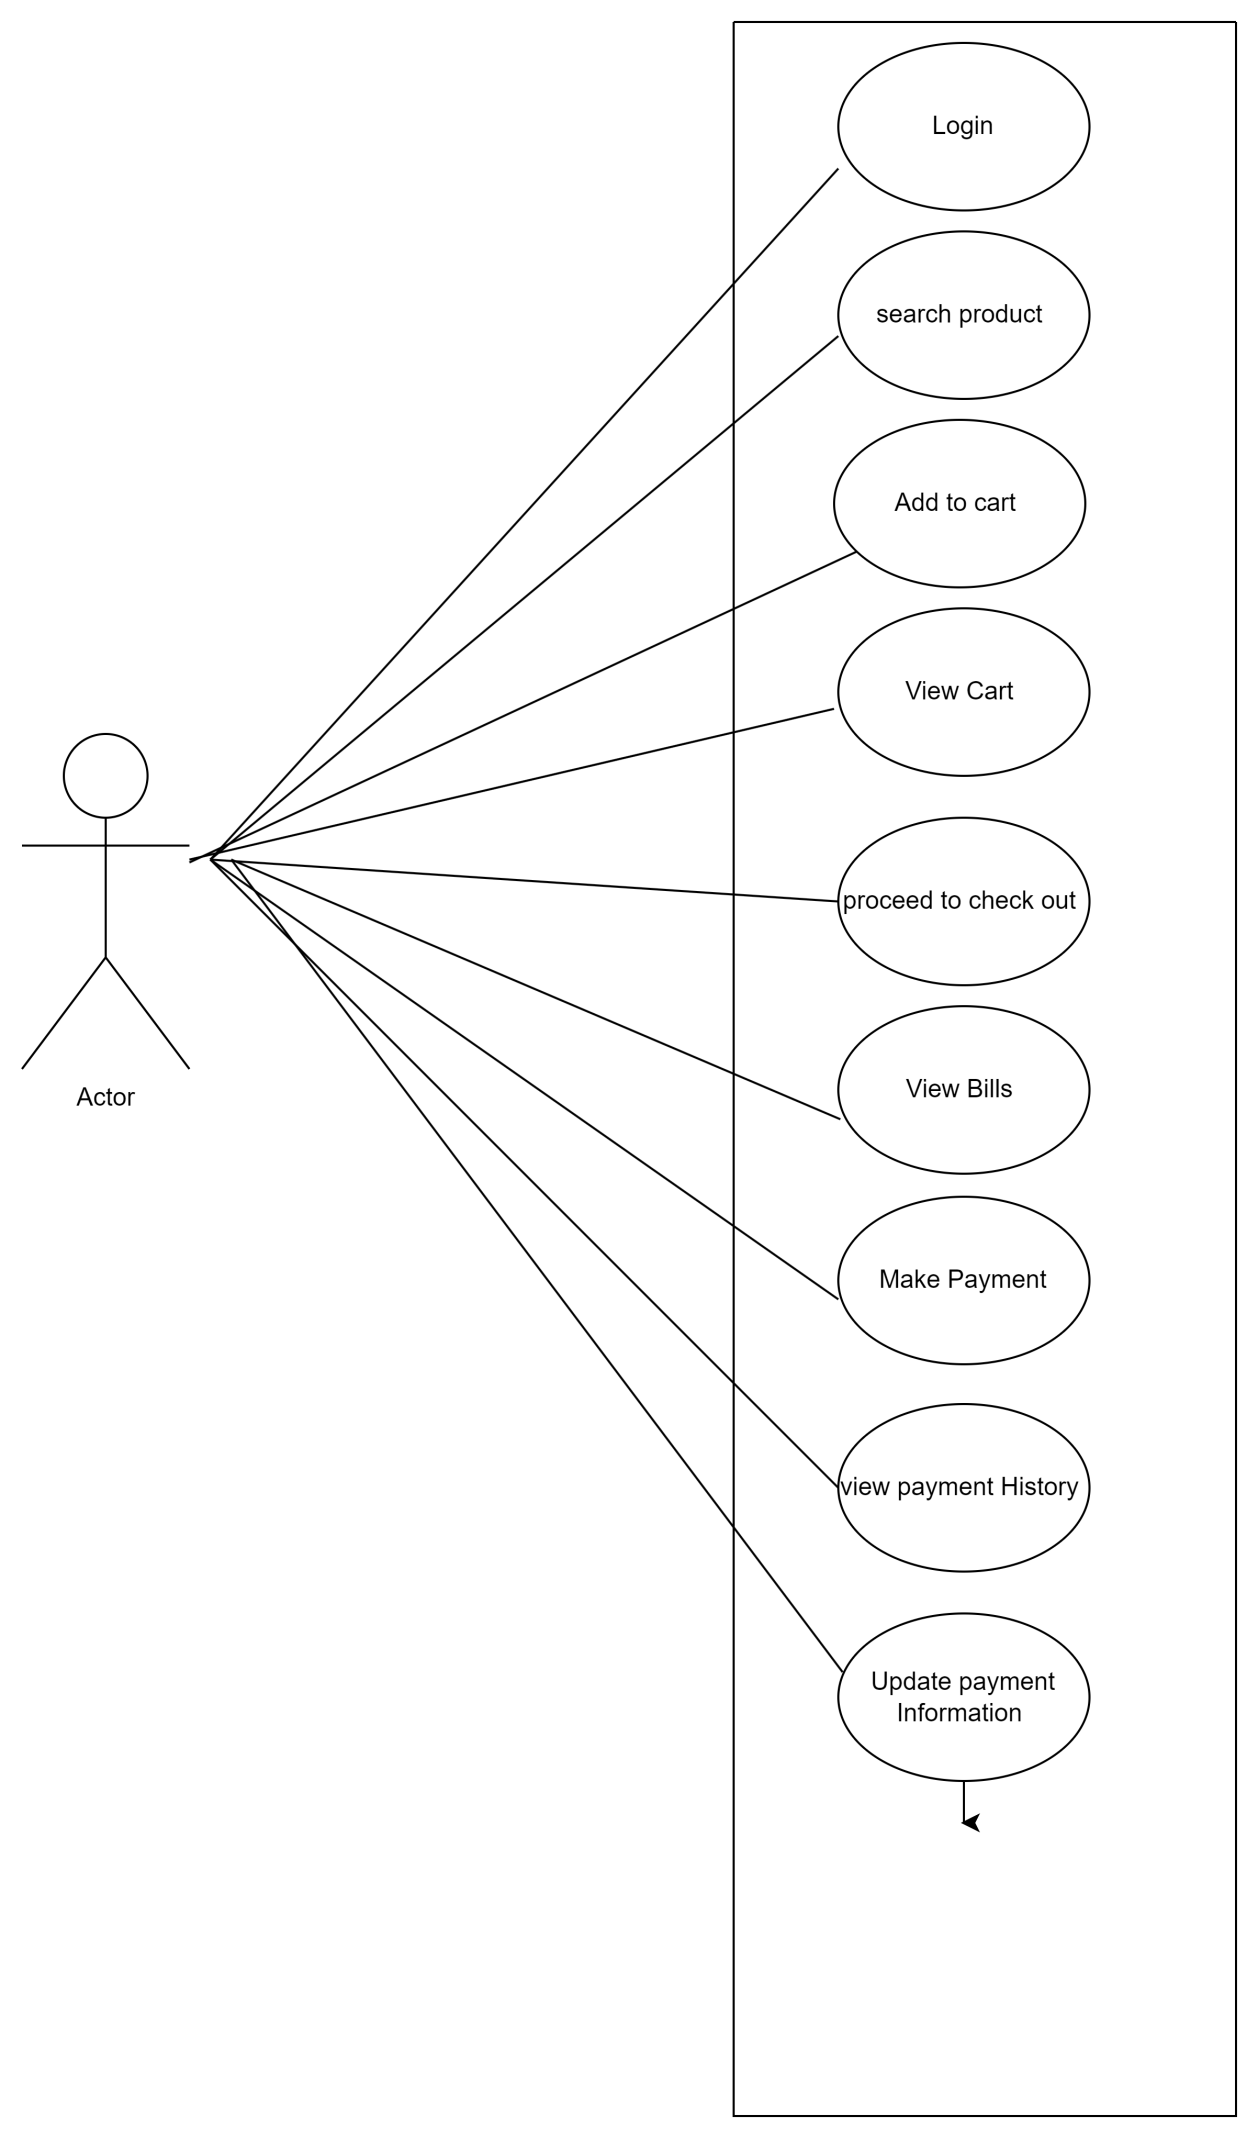 Login
search product
Add to cart
View Cart
proceed to check out
View Bills
Make Payment
view payment History
Update payment
Information
Actor